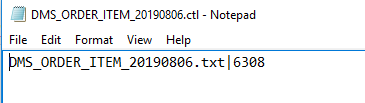 DMS_ORDER_ITEM_20190806.ctl - Notepad
File Edit Format View Help
DMS_ORDER_ITEM_20190806.txt|6308